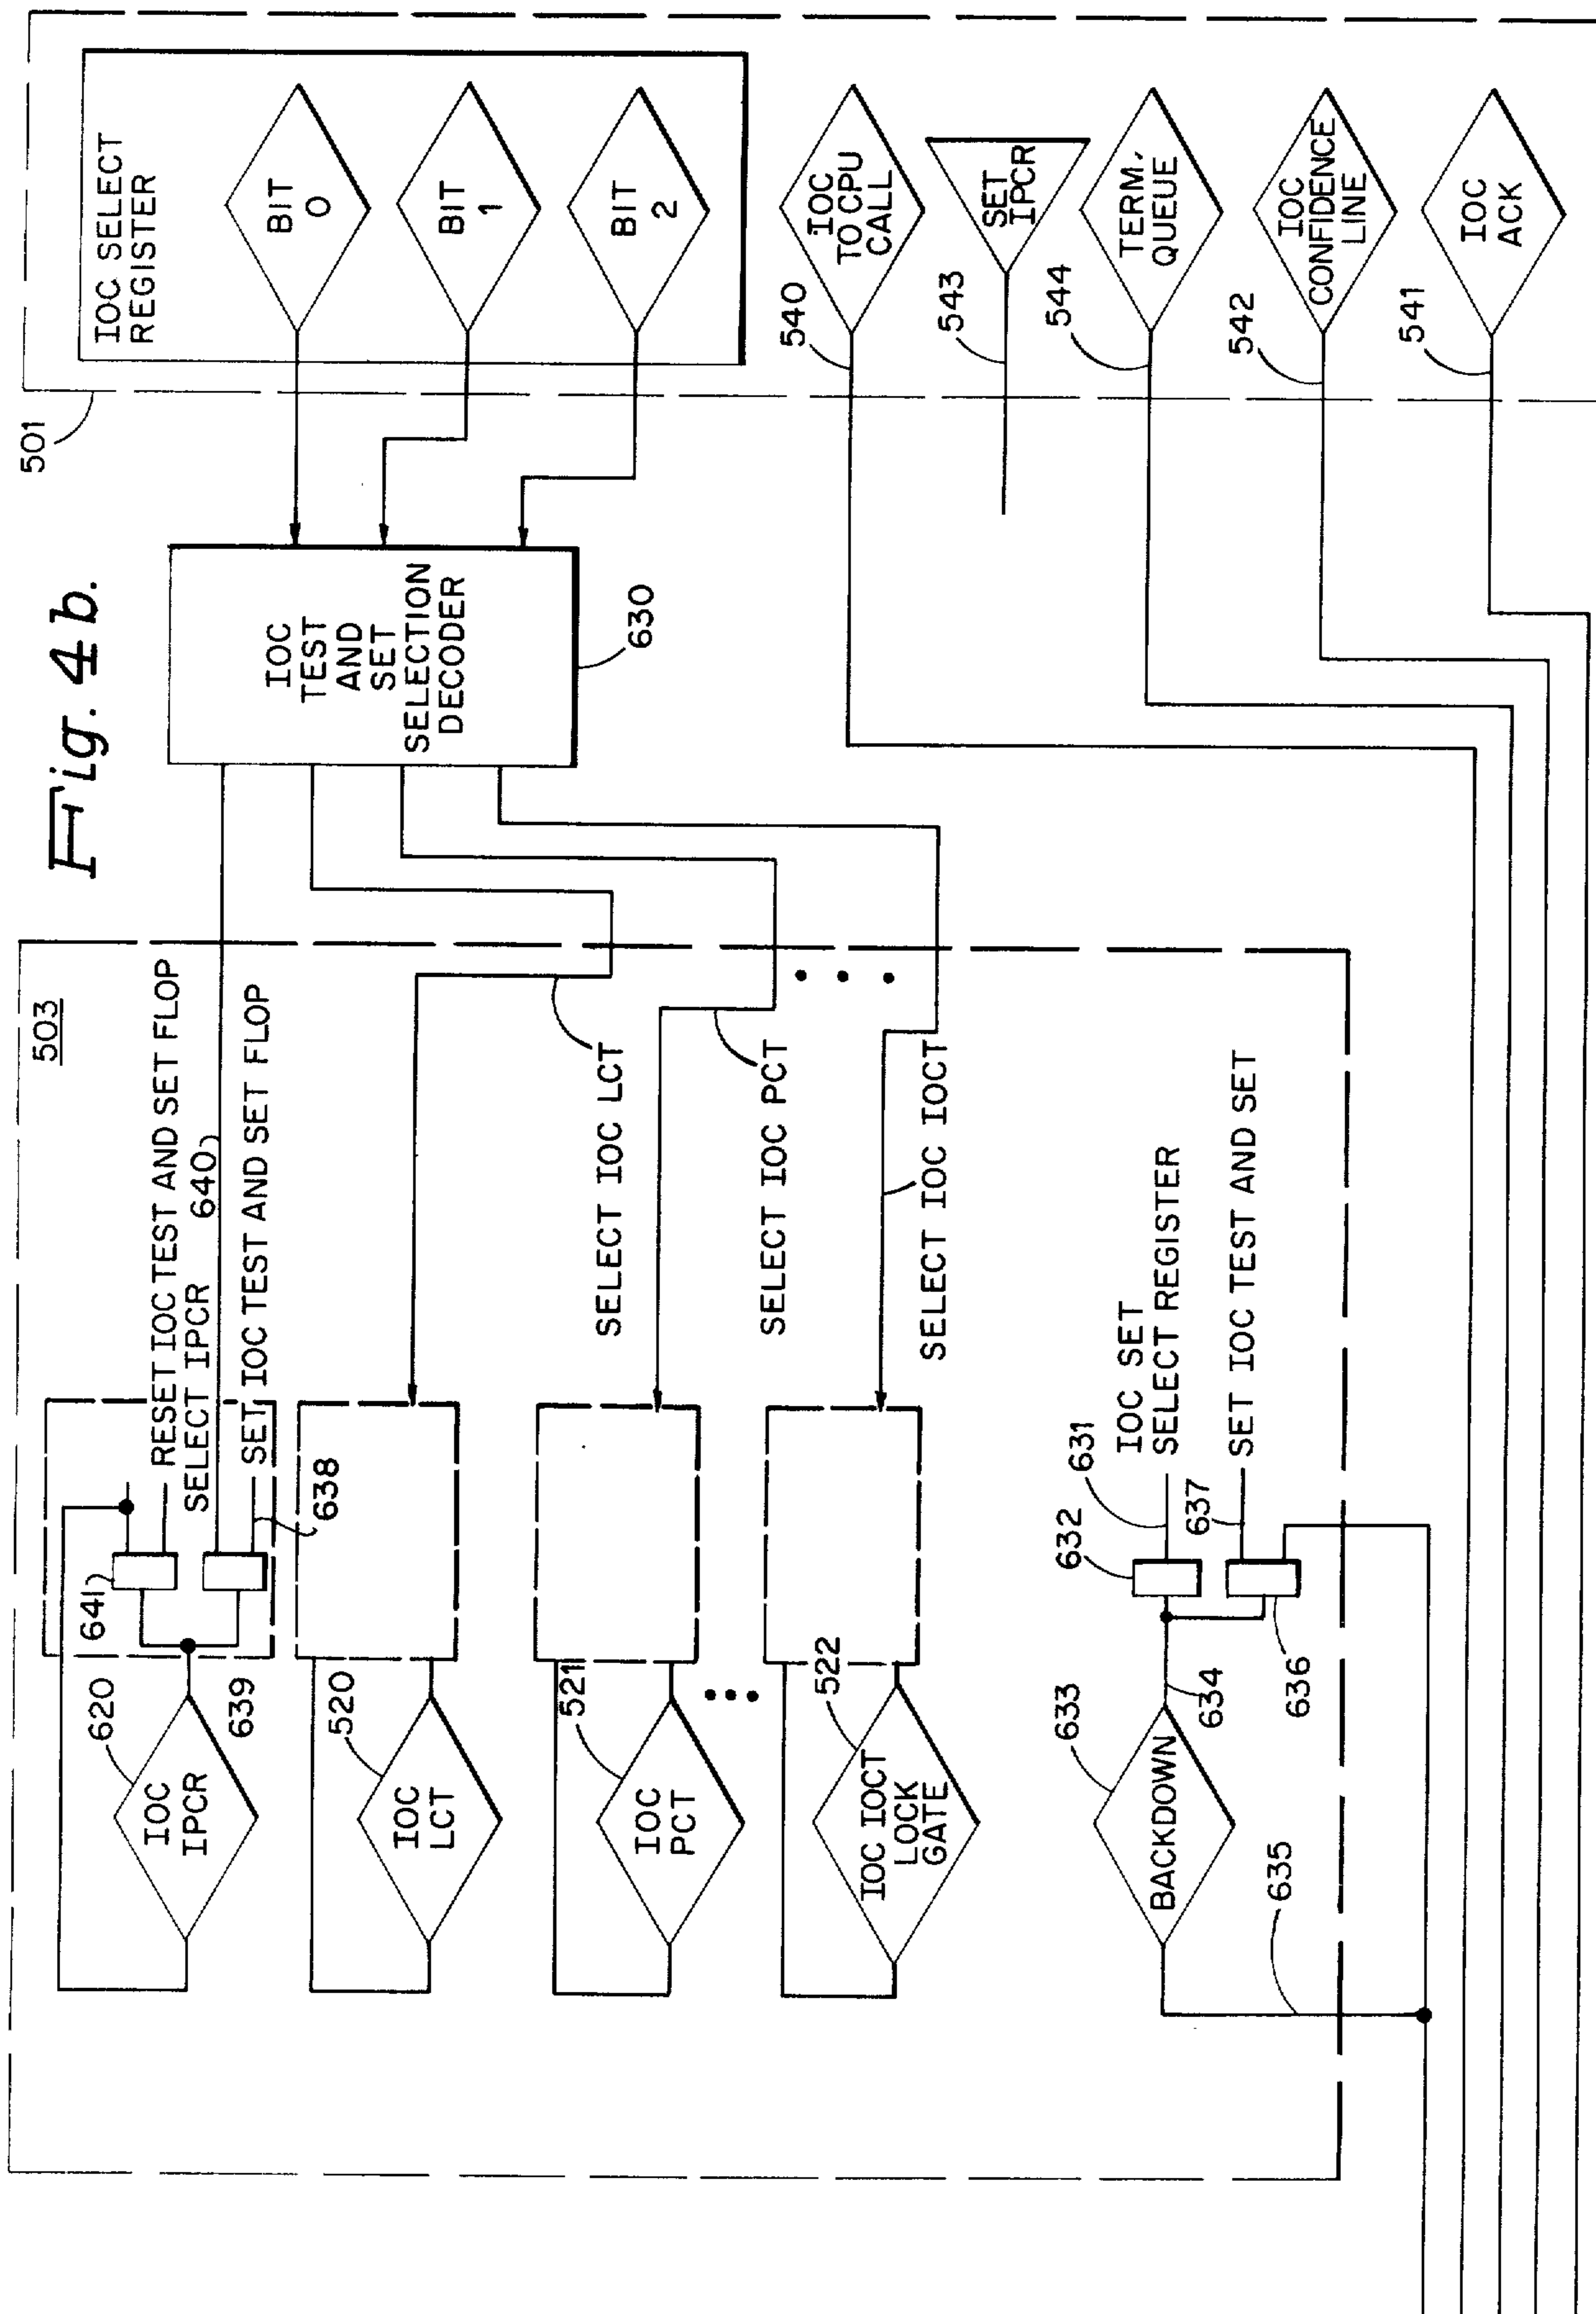 Fig. 4b.
IOC SELECT
REGISTER
BIT
0
BIT
1
BIT
2
501
IOC
TO CPU
CALL
540
SET
IPCR
543
TERM.
QUEUE
544
IOC
CONFIDENCE
LINE
542
IOC
ACK
541
IOC
TEST
AND
SET
SELECTION
DECODER
630
503
RESET IOC TEST AND SET FLOP
SELECT IPCR 640
SET IOC TEST AND SET FLOP
638
641
620
639
IOC
IPCR
SELECT IOC LCT
520
IOC
LCT
SELECT IOC PCT
521
IOC
PCT
SELECT IOC IOCT
522
IOC IOCT
LOCK
GATE
IOC SET
SELECT REGISTER
631
632
SET IOC TEST AND SET
637
636
634
633
BACKDOWN
635